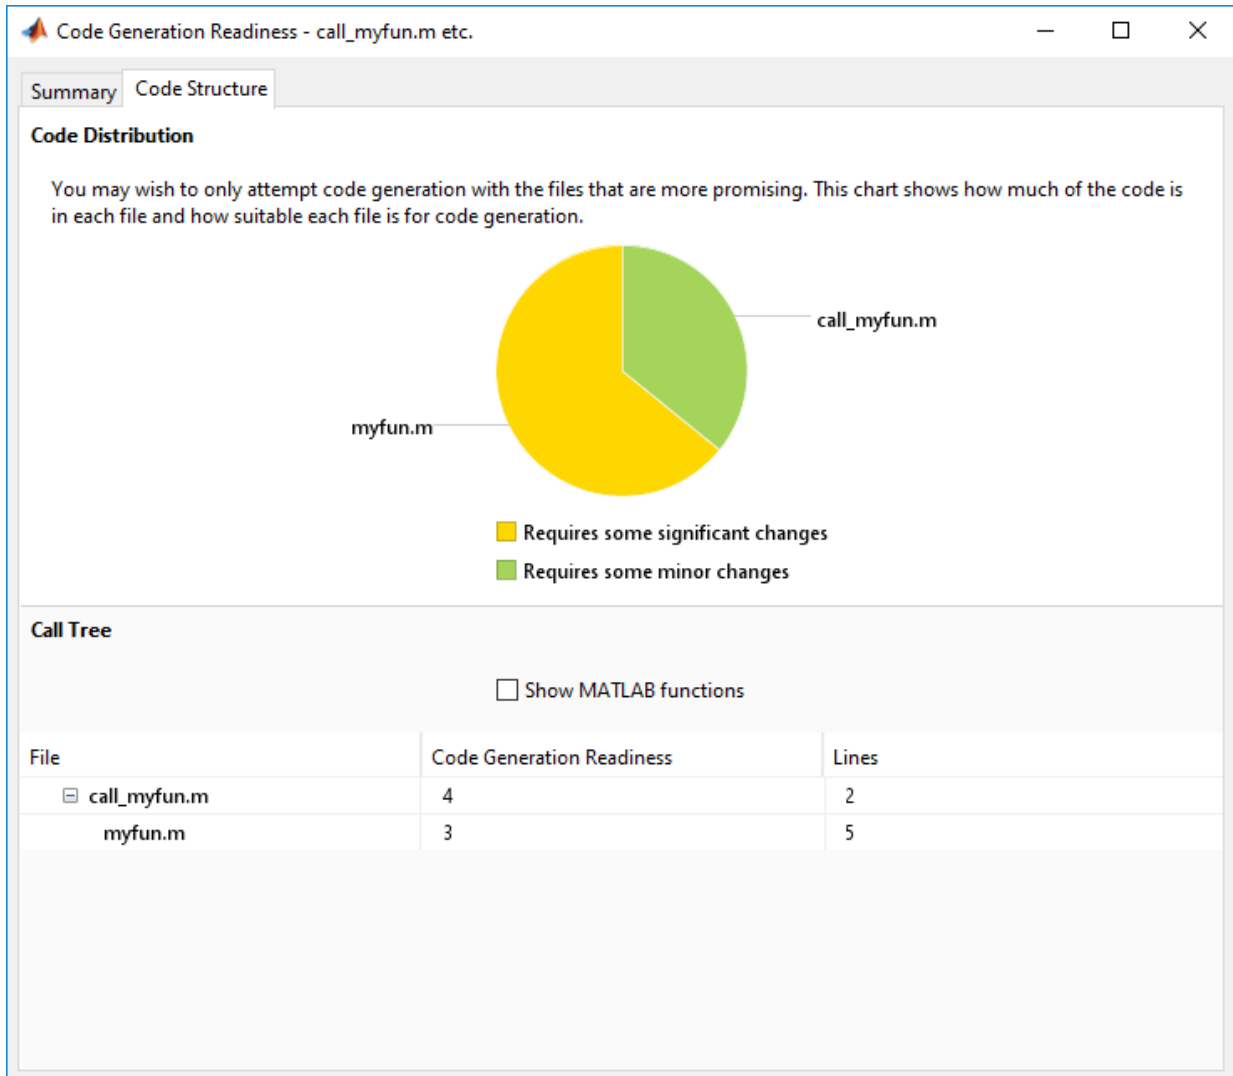 Code Generation Readiness - call_myfun.m etc.
Summary Code Structure
Code Distribution
You may wish to only attempt code generation with the files that are more promising. This chart shows how much of the code is
in each file and how suitable each file is for code generation.
call_myfun.m
myfun.m
Requires some significant changes
Requires some minor changes
Call Tree
Show MATLAB functions
File Code Generation Readiness Lines
call_myfun.m 4 2
myfun.m 3 5